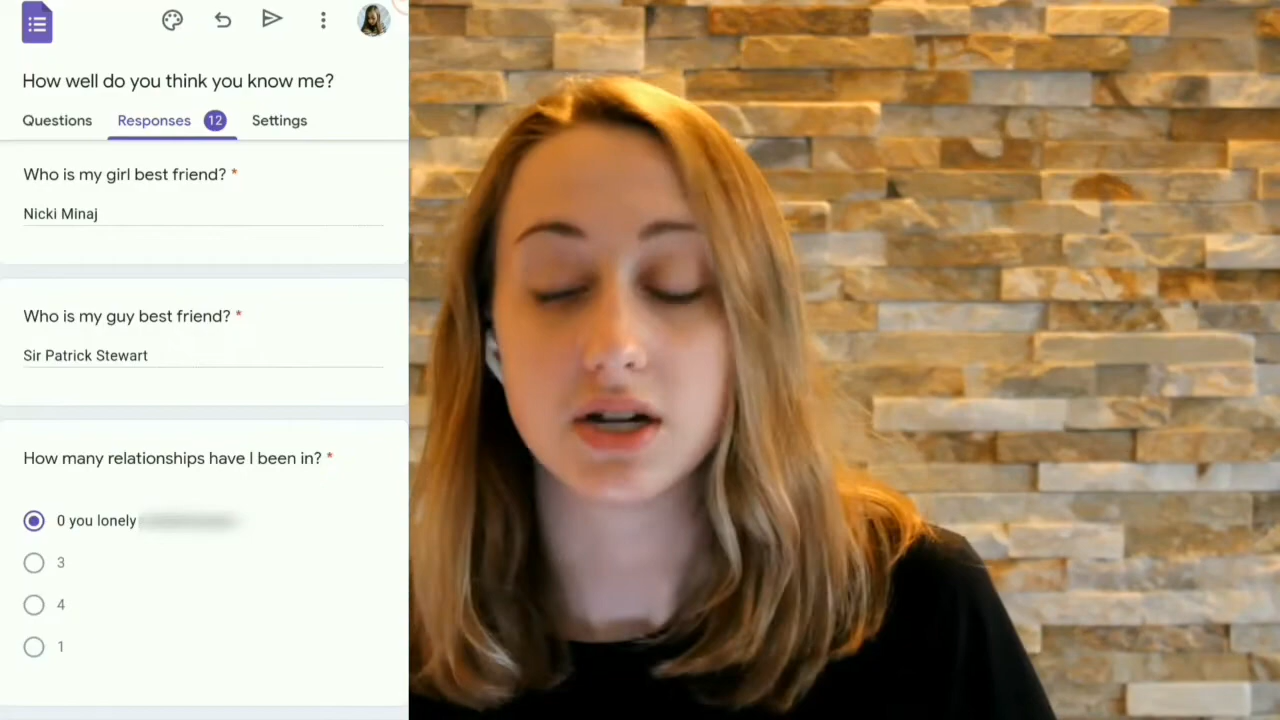 How well do you think you know me?
Questions Responses 12 Settings
Who is my girl best friend? *
Nicki Minaj
Who is my guy best friend? *
Sir Patrick Stewart
How many relationships have I been in? *
0 you lonely
3
4
1